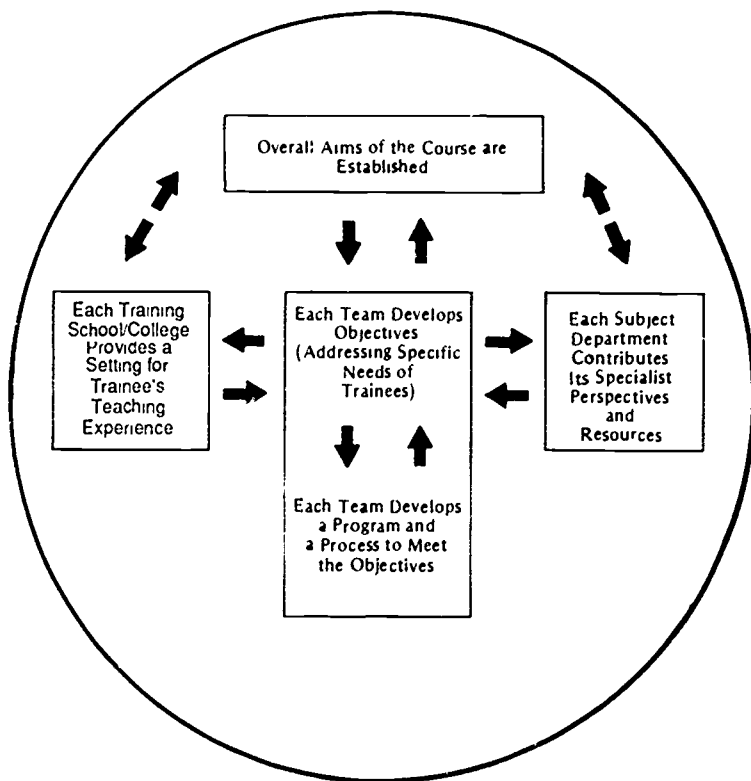 Overall Aims of the Course are
Established
Each Training
School/College
Provides a
Setting for
Trainee's
Teaching
Experience
Each Team Develops
Objectives
(Addressing Specific
Needs of
Trainees)
Each Team Develops
a Program and
a Process to Meet
the Objectives
Each Subject
Department
Contributes
Its Specialist
Perspectives
and
Resources